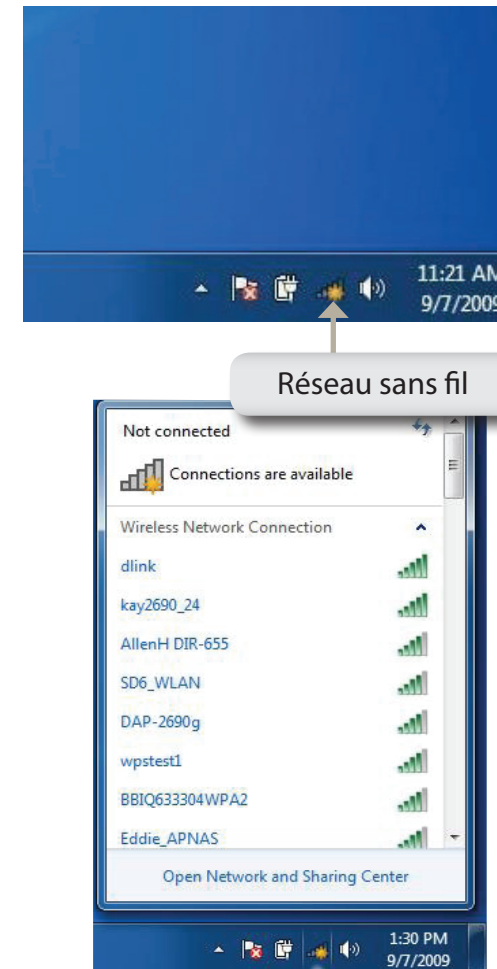 11:21 AM
9/7/2009
Réseau sans fil
Not connected
Connections are available
Wireless Network Connection
dlink
kay2690_24
AllenH DIR-655
SD6_WLAN
DAP-2690g
wpstest1
BBIQ633304WPA2
Eddie_APNAS
Open Network and Sharing Center
1:30 PM
9/7/2009